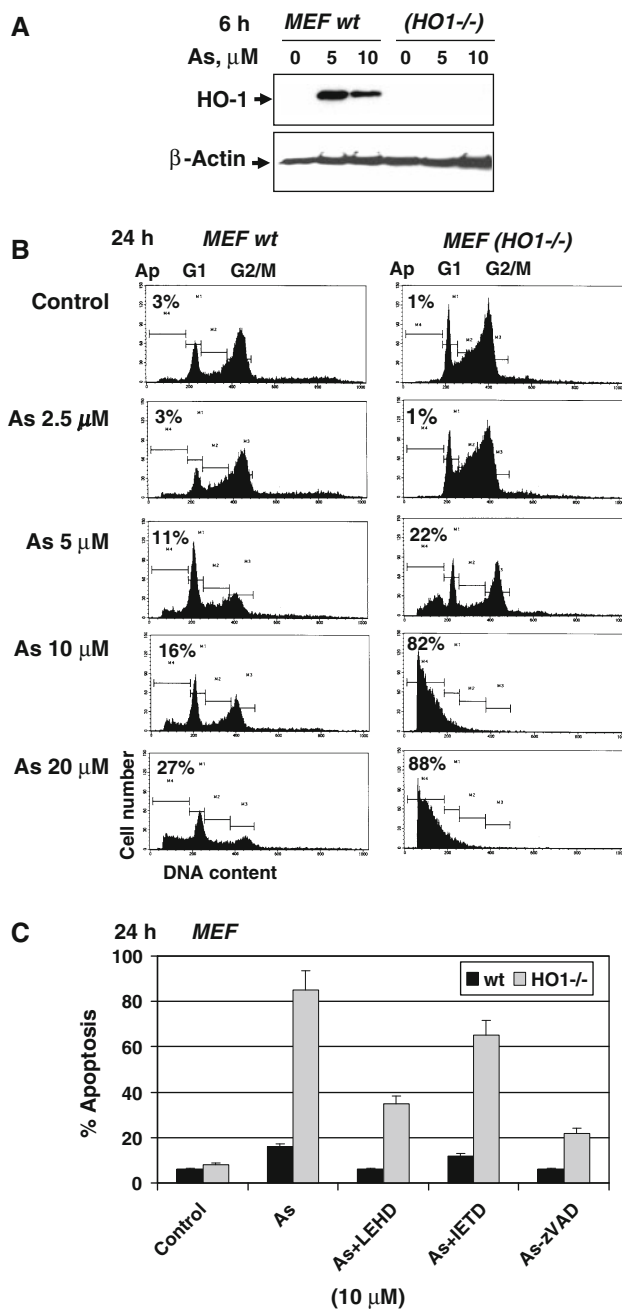 A
6 h
MEF wt
(HO1-/-)
As, μM
0 5 10 0 5 10
HO-1
β-Actin
B
24 h
MEF wt
MEF (HO1-/-)
Ap G1 G2/M
Ap G1 G2/M
Control
3%
1%
As 2.5 μM
3%
1%
As 5 μM
11%
22%
As 10 μM
16%
82%
As 20 μM
27%
88%
Cell number
DNA content
C
24 h
MEF
wt
HO1-/-
% Apoptosis
100
80
60
40
20
0
Control
As
As+LEHD
As+IETD
As-zVAD
(10 μM)